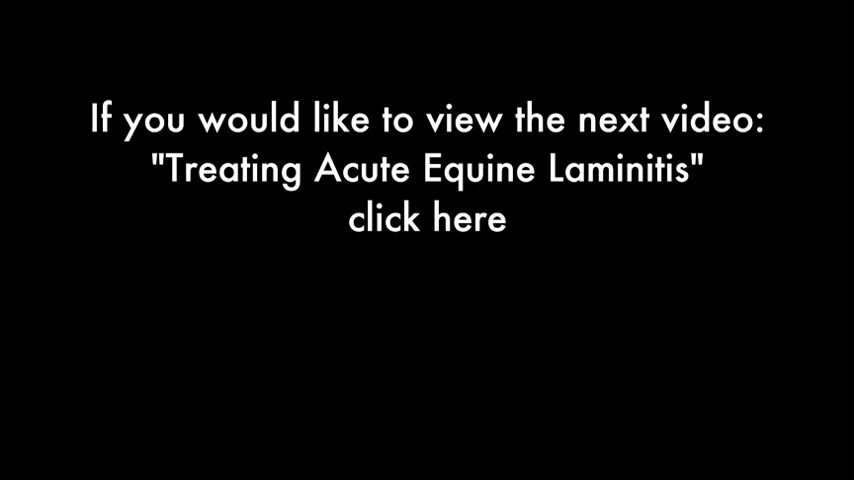 If you would like to view the next video:
"Treating Acute Equine Laminitis"
click here